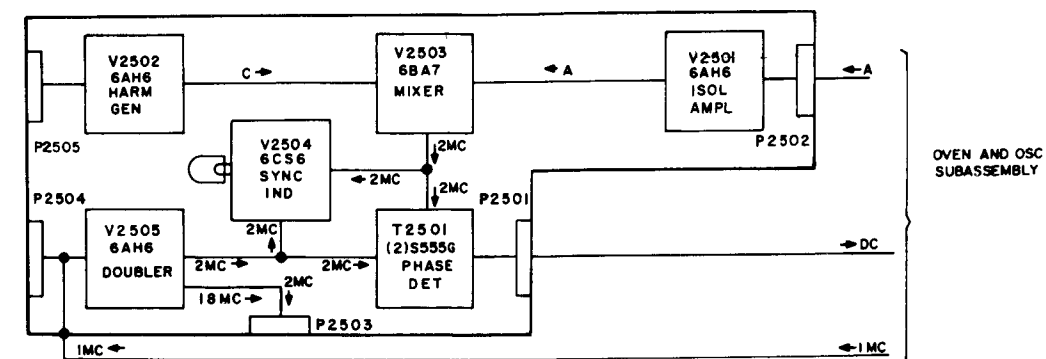 V2502
6AH6
HARM
GEN
C
V2503
6BA7
MIXER
A
V2501
6AH6
ISOL
AMPL
A
P2505
P2502
V2504
6CS6
SYNC
IND
2MC
2MC
2MC
OVEN AND OSC
SUBASSEMBLY
P2504
P2501
V2505
6AH6
DOUBLER
2MC
2MC
2MC
T2501
(2)S555G
PHASE
DET
DC
18MC
2MC
P2503
1MC
1MC